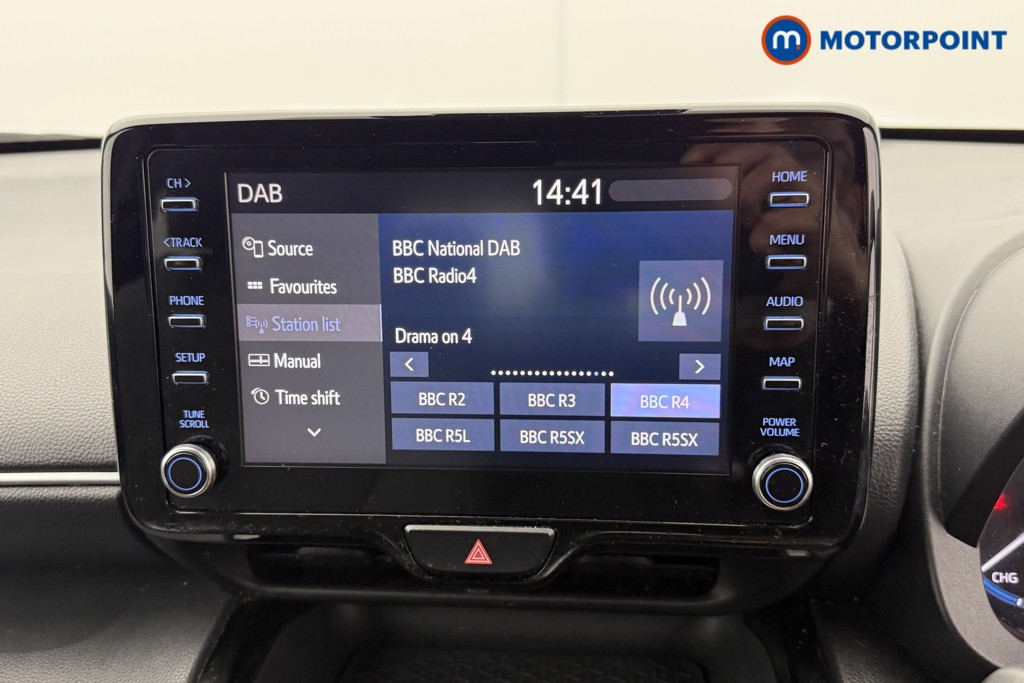 m MOTORPOINT
CH >
<TRACK
PHONE
SETUP
TUNE
SCROLL
DAB
14:41
Source
Favourites
Station list
Manual
Time shift
BBC National DAB
BBC Radio4
Drama on 4
BBC R2 BBC R3 BBC R4
BBC R5L BBC R5SX BBC R5SX
HOME
MENU
AUDIO
MAP
POWER
VOLUME
CHG